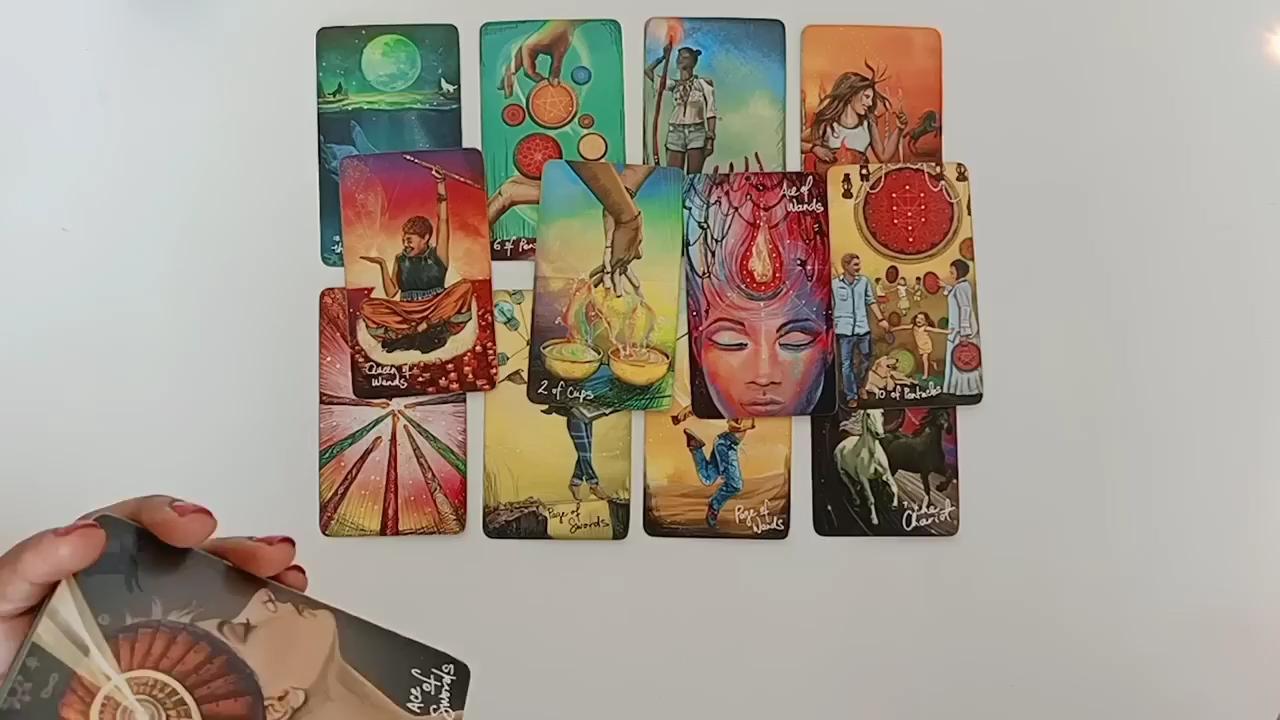 6 of
Ace of
Wands
Queen of
Wands
2 of Cups
10 of Pentacles
Page of
Swords
Page of
Wands
The
Chariot
Ace
of
Swords